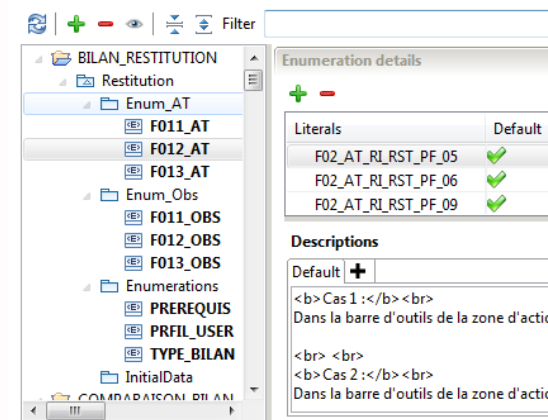 Filter
BILAN_RESTITUTION
Restitution
Enum_AT
F011_AT
F012_AT
F013_AT
Enum_Obs
F011_OBS
F012_OBS
F013_OBS
Enumerations
PREREQUIS
PRFIL_USER
TYPE_BILAN
InitialData
COMPARAISON_BILAN
Enumeration details
Literals Default
F02_AT_RI_RST_PF_05
F02_AT_RI_RST_PF_06
F02_AT_RI_RST_PF_09
Descriptions
Default
<b>Cas 1 :</b><br>
Dans la barre d'outils de la zone d'actio
<br> <br>
<b>Cas 2 :</b><br>
Dans la barre d'outils de la zone d'actio